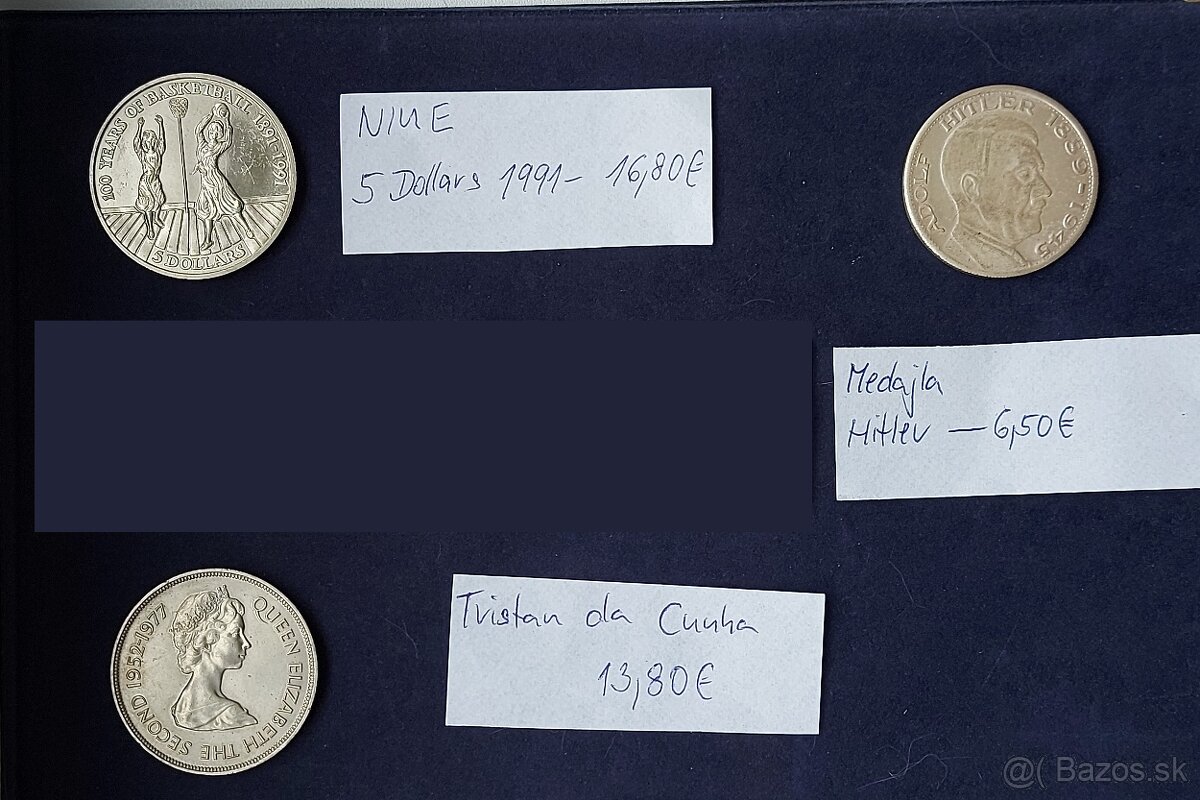 100 YEARS OF BASKETBALL 1891-1991
5 DOLLARS
NIUE
5 Dollars 1991- 16,80€
ADOLF HITLER 1889-1945
Medajla
Hitler — 6,50€
QUEEN ELIZABETH THE SECOND 1952-1977
Tristan da Cunha
13,80€
@( Bazos.sk